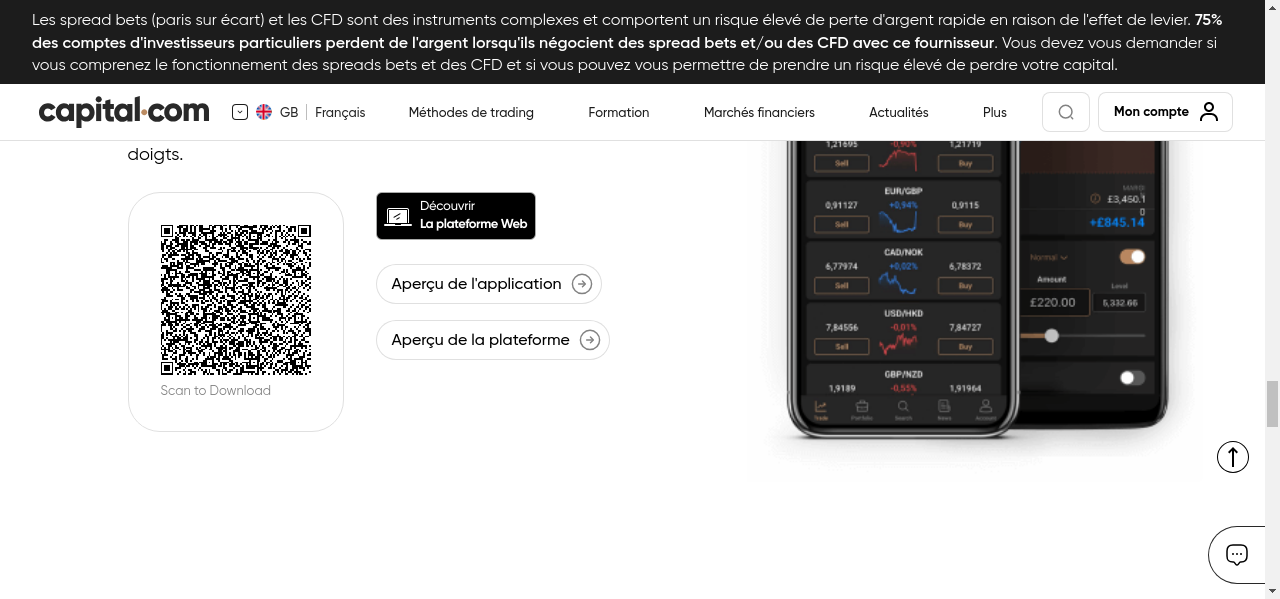 Les spread bets (paris sur écart) et les CFD sont des instruments complexes et comportent un risque élevé de perte d'argent rapide en raison de l'effet de levier. 75%
des comptes d'investisseurs particuliers perdent de l'argent lorsqu'ils négocient des spread bets et/ou des CFD avec ce fournisseur. Vous devez vous demander si
vous comprenez le fonctionnement des spreads bets et des CFD et si vous pouvez vous permettre de prendre un risque élevé de perdre votre capital.
capital.com GB Français Méthodes de trading Formation Marchés financiers Actualités Plus Mon compte
doigts.
Scan to Download
Découvrir
La plateforme Web
Aperçu de l'application
Aperçu de la plateforme
1,21695 -0,90% 1,21719
Sell Buy
EUR/GBP
0,91127 +0,94% 0,9115
Sell Buy
CAD/NOK
6,77974 +0,02% 6,78372
Sell Buy
USD/HKD
7,84556 -0,01% 7,84727
Sell Buy
GBP/NZD
1,9189 -0,55% 1,91964
Trade Portfolio Search News Account
£3,450.1
0
+£845.14
Normal
Amount Level
£220.00 5,332.66